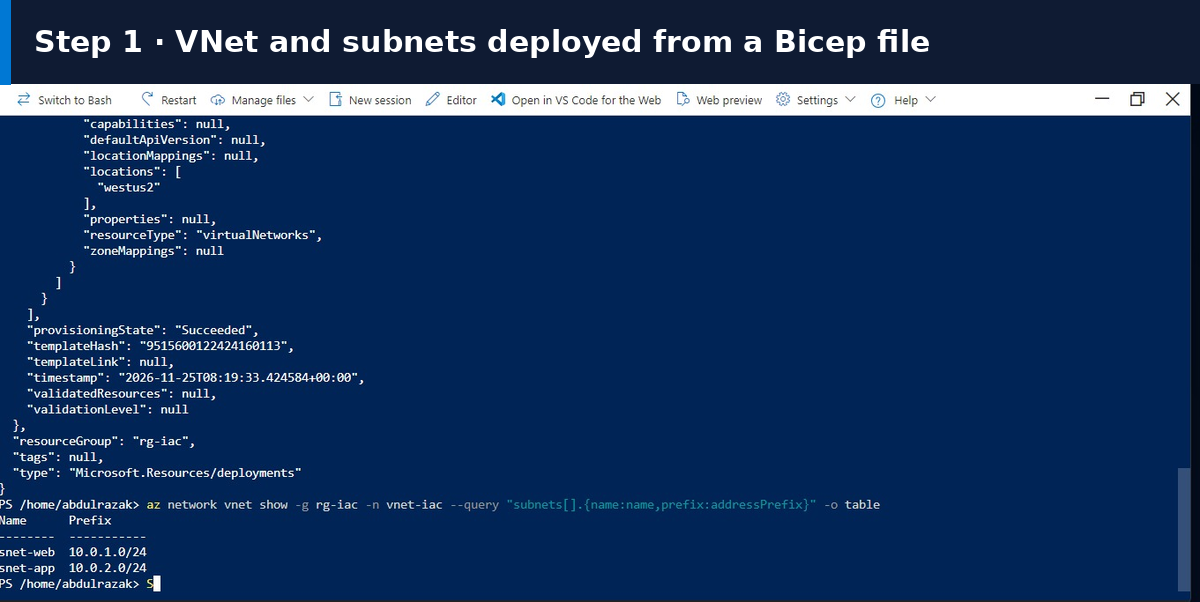 Step 1 · VNet and subnets deployed from a Bicep file
Switch to Bash Restart Manage files New session Editor Open in VS Code for the Web Web preview Settings Help
"capabilities": null,
"defaultApiVersion": null,
"locationMappings": null,
"locations": [
"westus2"
],
"properties": null,
"resourceType": "virtualNetworks",
"zoneMappings": null
}
]
}
],
"provisioningState": "Succeeded",
"templateHash": "9515600122424160113",
"templateLink": null,
"timestamp": "2026-11-25T08:19:33.424584+00:00",
"validatedResources": null,
"validationLevel": null
},
"resourceGroup": "rg-iac",
"tags": null,
"type": "Microsoft.Resources/deployments"
}
PS /home/abdulrazak> az network vnet show -g rg-iac -n vnet-iac --query "subnets[].{name:name,prefix:addressPrefix}" -o table
Name Prefix
-------- -----------
snet-web 10.0.1.0/24
snet-app 10.0.2.0/24
PS /home/abdulrazak> S